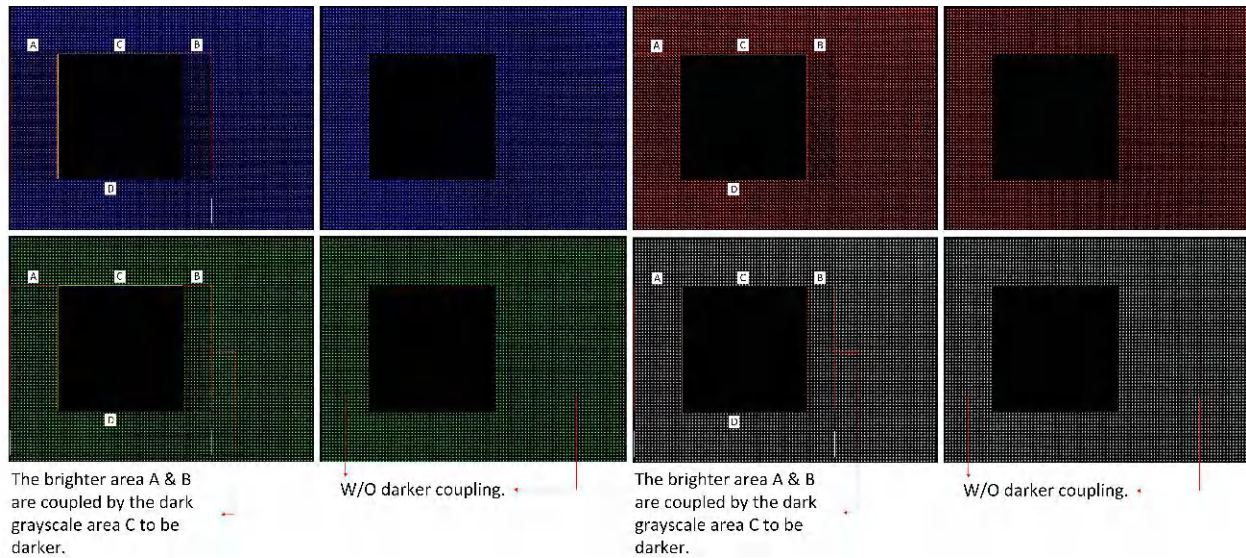 A C B
D
A C B
D
A C B
D
A C B
D
The brighter area A & B
are coupled by the dark
grayscale area C to be
darker.
W/O darker coupling.
The brighter area A & B
are coupled by the dark
grayscale area C to be
darker.
W/O darker coupling.